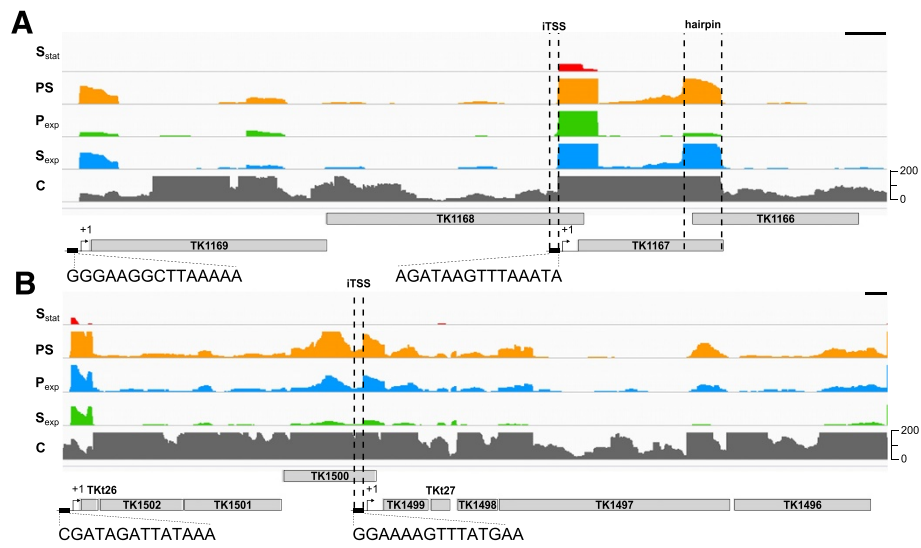 A
iTSS
hairpin
Sstat
PS
Pexp
Sexp
C
200
0
TK1168
TK1166
+1
TK1169
+1
TK1167
GGGAAGGCTTAAAAA
AGATAAGTTTAAATA
B
iTSS
Sstat
PS
Pexp
Sexp
C
200
0
TK1500
+1 TKt26
TK1502
TK1501
+1
TKt27
TK1499
TK1498
TK1497
TK1496
CGATAGATTATAAA
GGAAAAGTTTATGAA